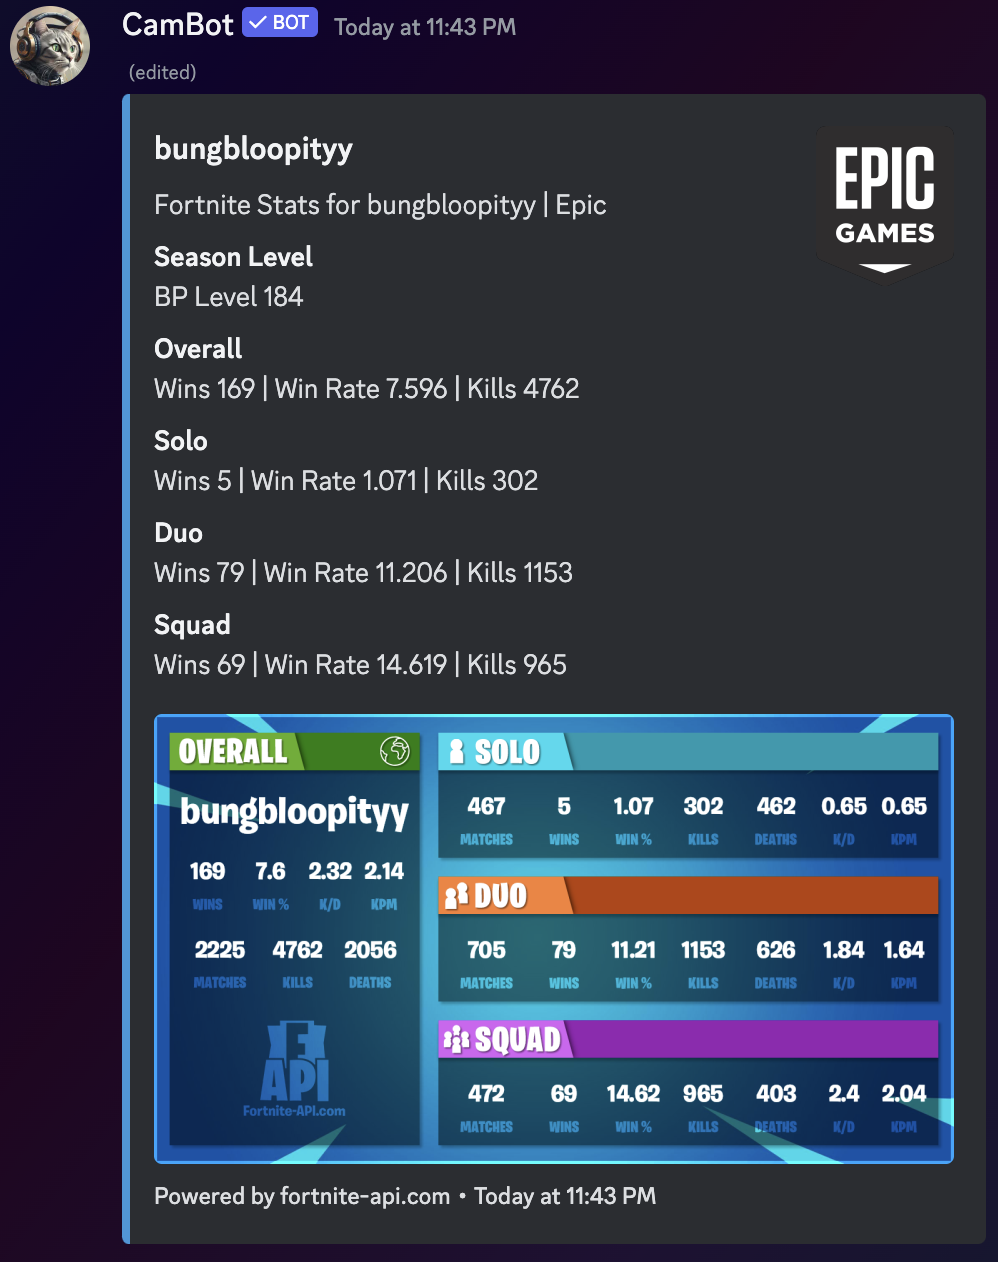 CamBot ✓ BOT Today at 11:43 PM
(edited)
bungbloopityy
Fortnite Stats for bungbloopityy | Epic
EPIC
GAMES
Season Level
BP Level 184
Overall
Wins 169 | Win Rate 7.596 | Kills 4762
Solo
Wins 5 | Win Rate 1.071 | Kills 302
Duo
Wins 79 | Win Rate 11.206 | Kills 1153
Squad
Wins 69 | Win Rate 14.619 | Kills 965
OVERALL
bungbloopityy
169 7.6 2.32 2.14
WINS WIN % K/D KPM
2225 4762 2056
MATCHES KILLS DEATHS
F
API
Fortnite-API.com
SOLO
467 5 1.07 302 462 0.65 0.65
MATCHES WINS WIN % KILLS DEATHS K/D KPM
DUO
705 79 11.21 1153 626 1.84 1.64
MATCHES WINS WIN % KILLS DEATHS K/D KPM
SQUAD
472 69 14.62 965 403 2.4 2.04
MATCHES WINS WIN % KILLS DEATHS K/D KPM
Powered by fortnite-api.com • Today at 11:43 PM